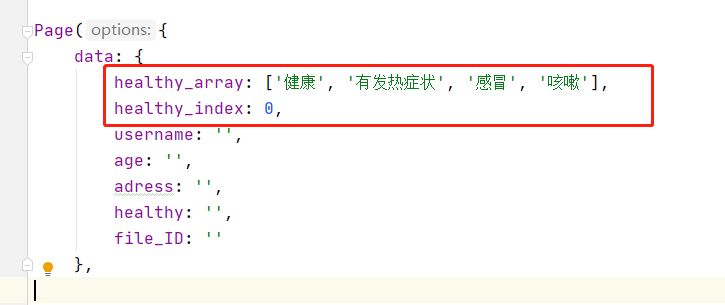 Page( options: {
data: {
healthy_array: ['健康', '有发热症状', '感冒', '咳嗽'],
healthy_index: 0,
username: '',
age: '',
adress: '',
healthy: '',
file_ID: ''
},